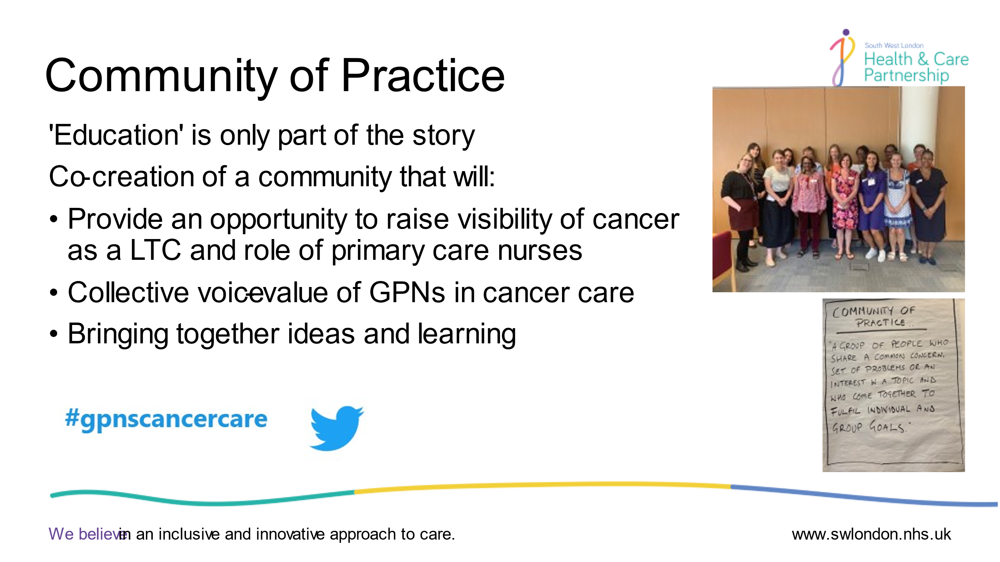 South West London
Health & Care
Partnership
Community of Practice
'Education' is only part of the story
Co-creation of a community that will:
• Provide an opportunity to raise visibility of cancer
as a LTC and role of primary care nurses
• Collective voice–value of GPNs in cancer care
• Bringing together ideas and learning
#gpnscancercare
COMMUNITY OF
PRACTICE..
"A GROUP OF PEOPLE WHO
SHARE A COMMON CONCERN,
SET OF PROBLEMS OR AN
INTEREST IN A TOPIC AND
WHO COME TOGETHER TO
FULFIL INDIVIDUAL AND
GROUP GOALS."
We believe in an inclusive and innovative approach to care.
www.swlondon.nhs.uk